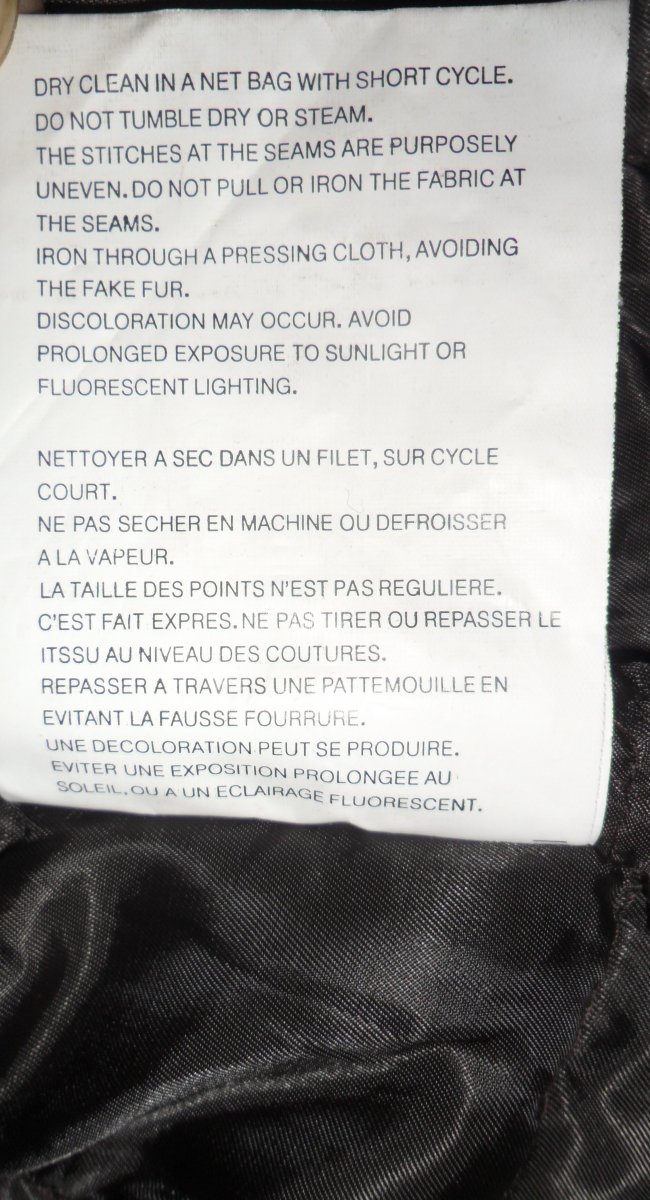 DRY CLEAN IN A NET BAG WITH SHORT CYCLE.
DO NOT TUMBLE DRY OR STEAM.
THE STITCHES AT THE SEAMS ARE PURPOSELY
UNEVEN. DO NOT PULL OR IRON THE FABRIC AT
THE SEAMS.
IRON THROUGH A PRESSING CLOTH, AVOIDING
THE FAKE FUR.
DISCOLORATION MAY OCCUR. AVOID
PROLONGED EXPOSURE TO SUNLIGHT OR
FLUORESCENT LIGHTING.
NETTOYER A SEC DANS UN FILET, SUR CYCLE
COURT.
NE PAS SECHER EN MACHINE OU DEFROISSER
A LA VAPEUR.
LA TAILLE DES POINTS N'EST PAS REGULIERE.
C'EST FAIT EXPRES. NE PAS TIRER OU REPASSER LE
ITSSU AU NIVEAU DES COUTURES.
REPASSER A TRAVERS UNE PATTEMOUILLE EN
EVITANT LA FAUSSE FOURRURE.
UNE DECOLORATION PEUT SE PRODUIRE.
EVITER UNE EXPOSITION PROLONGEE AU
SOLEIL, OU A UN ECLAIRAGE FLUORESCENT.